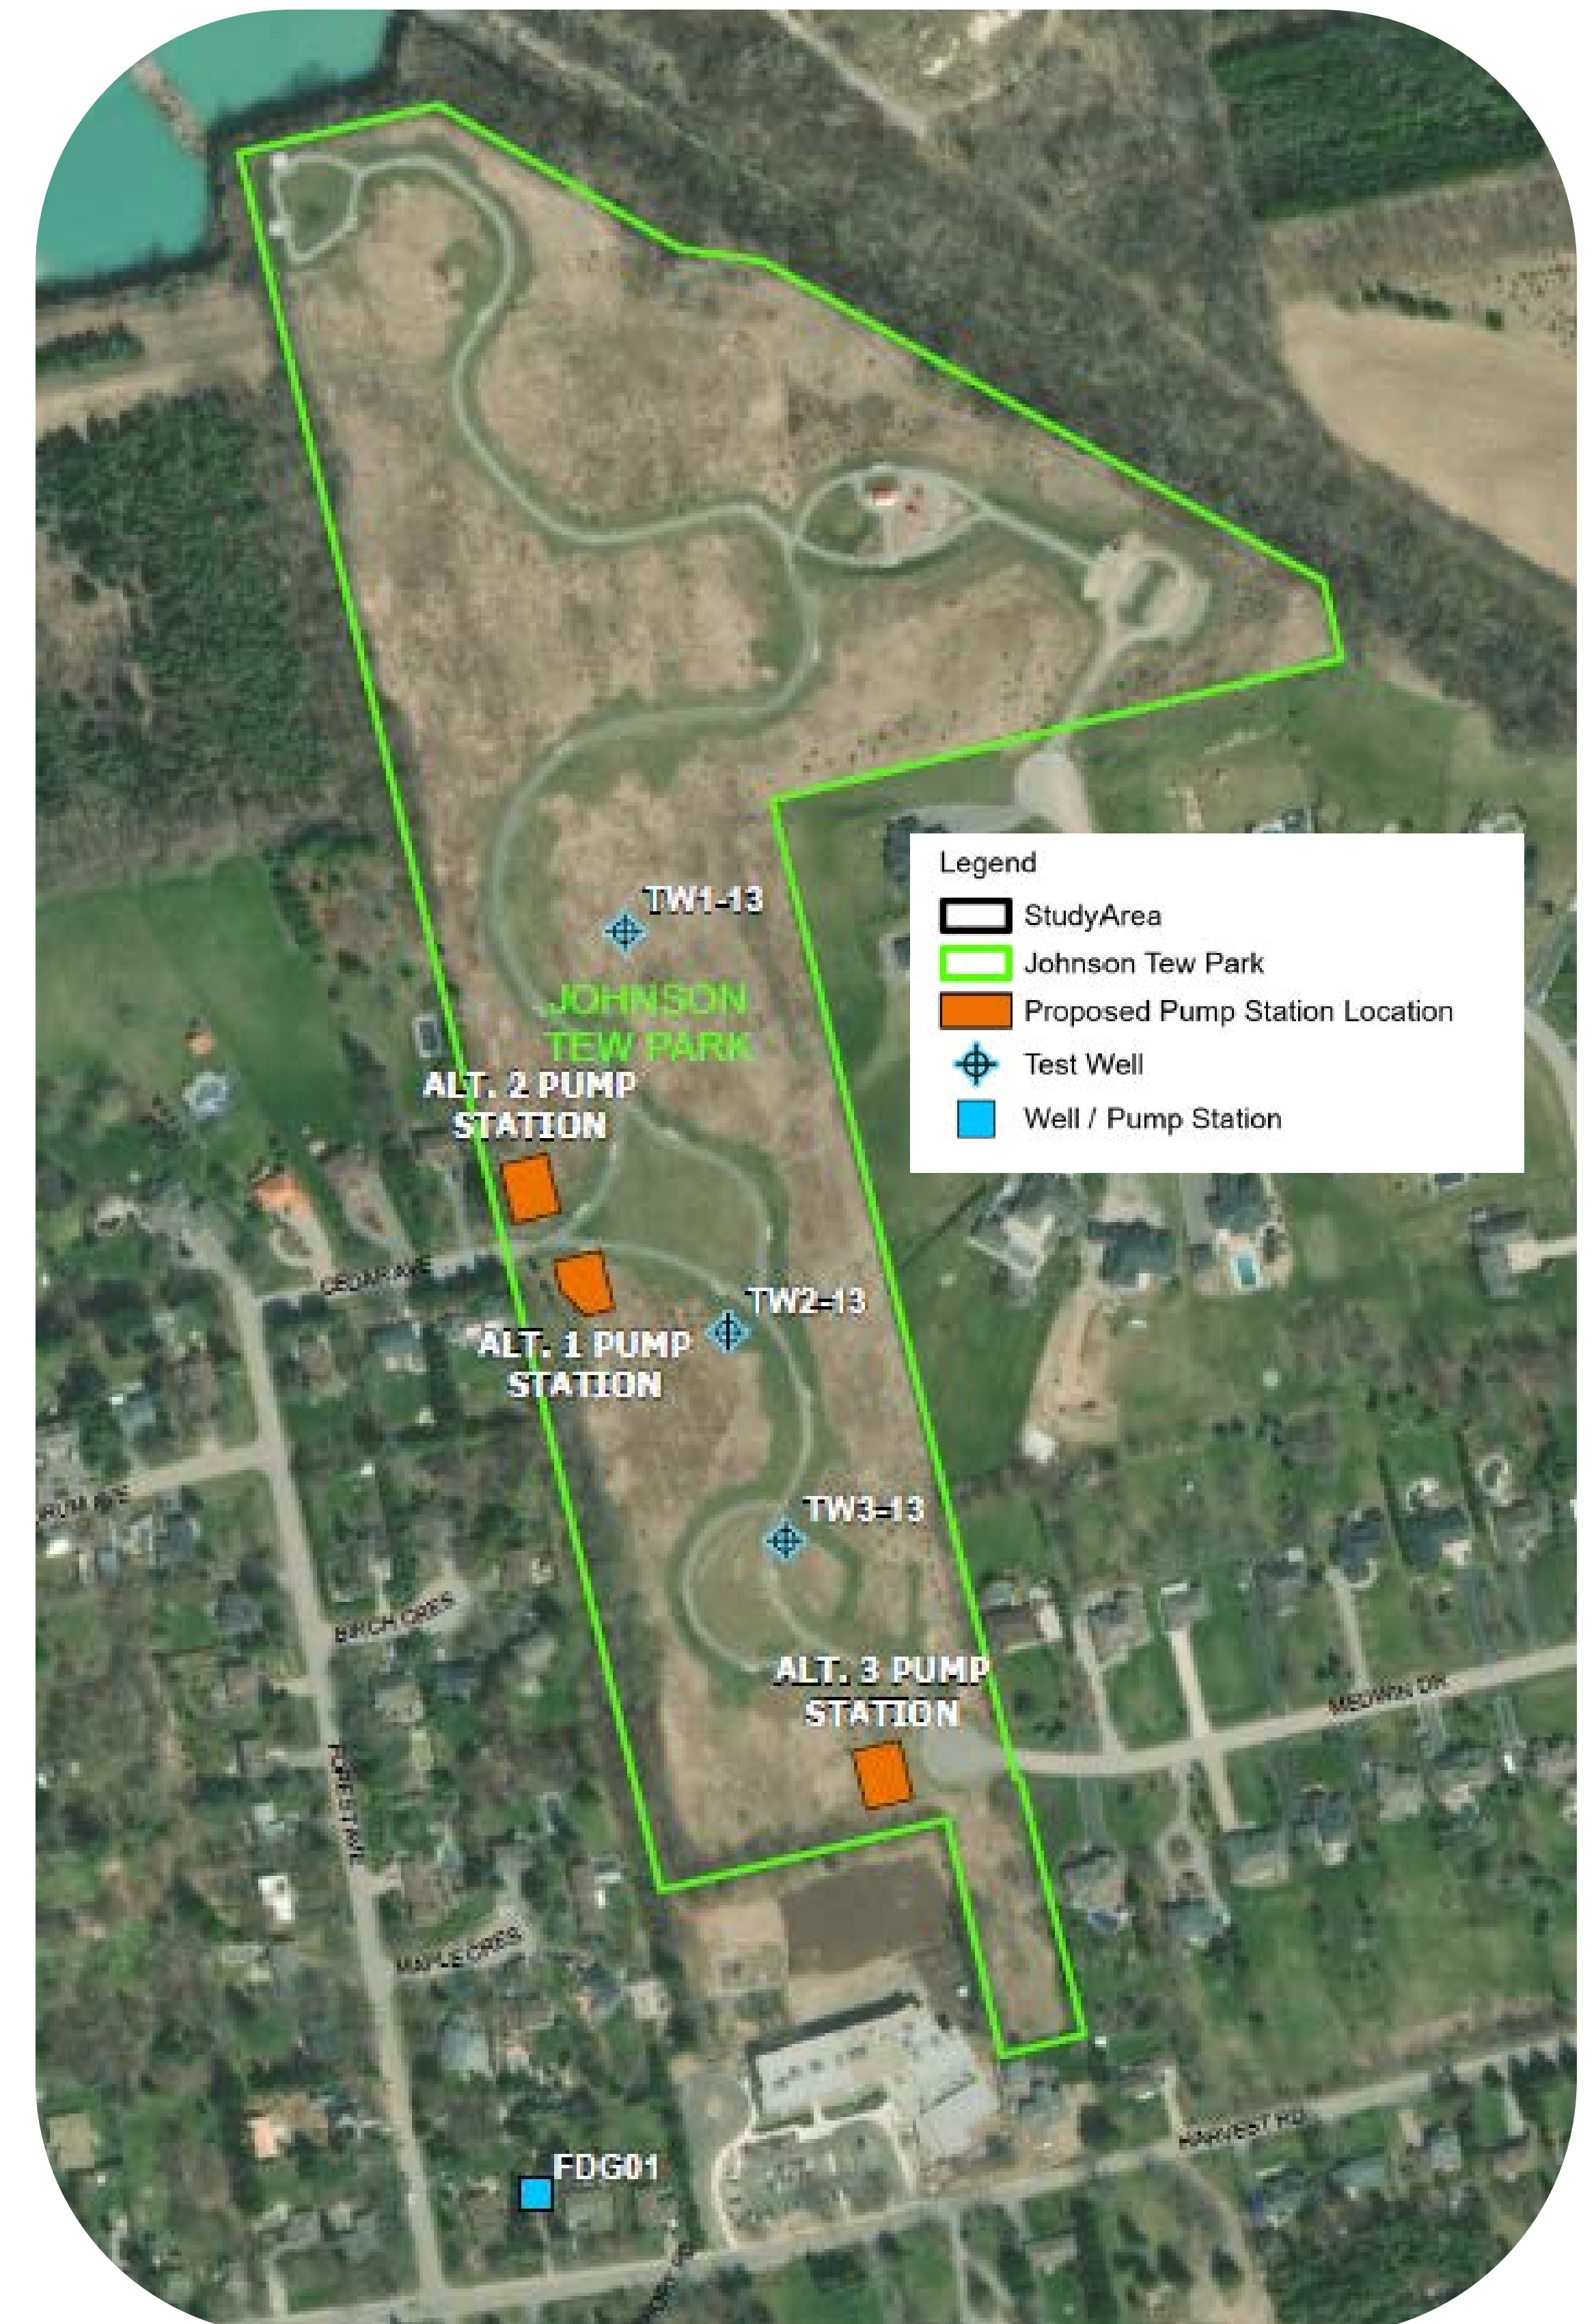 TW1-13
JOHNSON
TEW PARK
Legend
StudyArea
Johnson Tew Park
Proposed Pump Station Location
Test Well
Well / Pump Station
ALT. 2 PUMP
STATION
CEDAR AVE
ALT. 1 PUMP
STATION
TW2-13
TW3-13
BIRCH CRES
ALT. 3 PUMP
STATION
MEDWIN DR
FOREST AVE
MAPLE CRES
HARVEST RD
FDG01